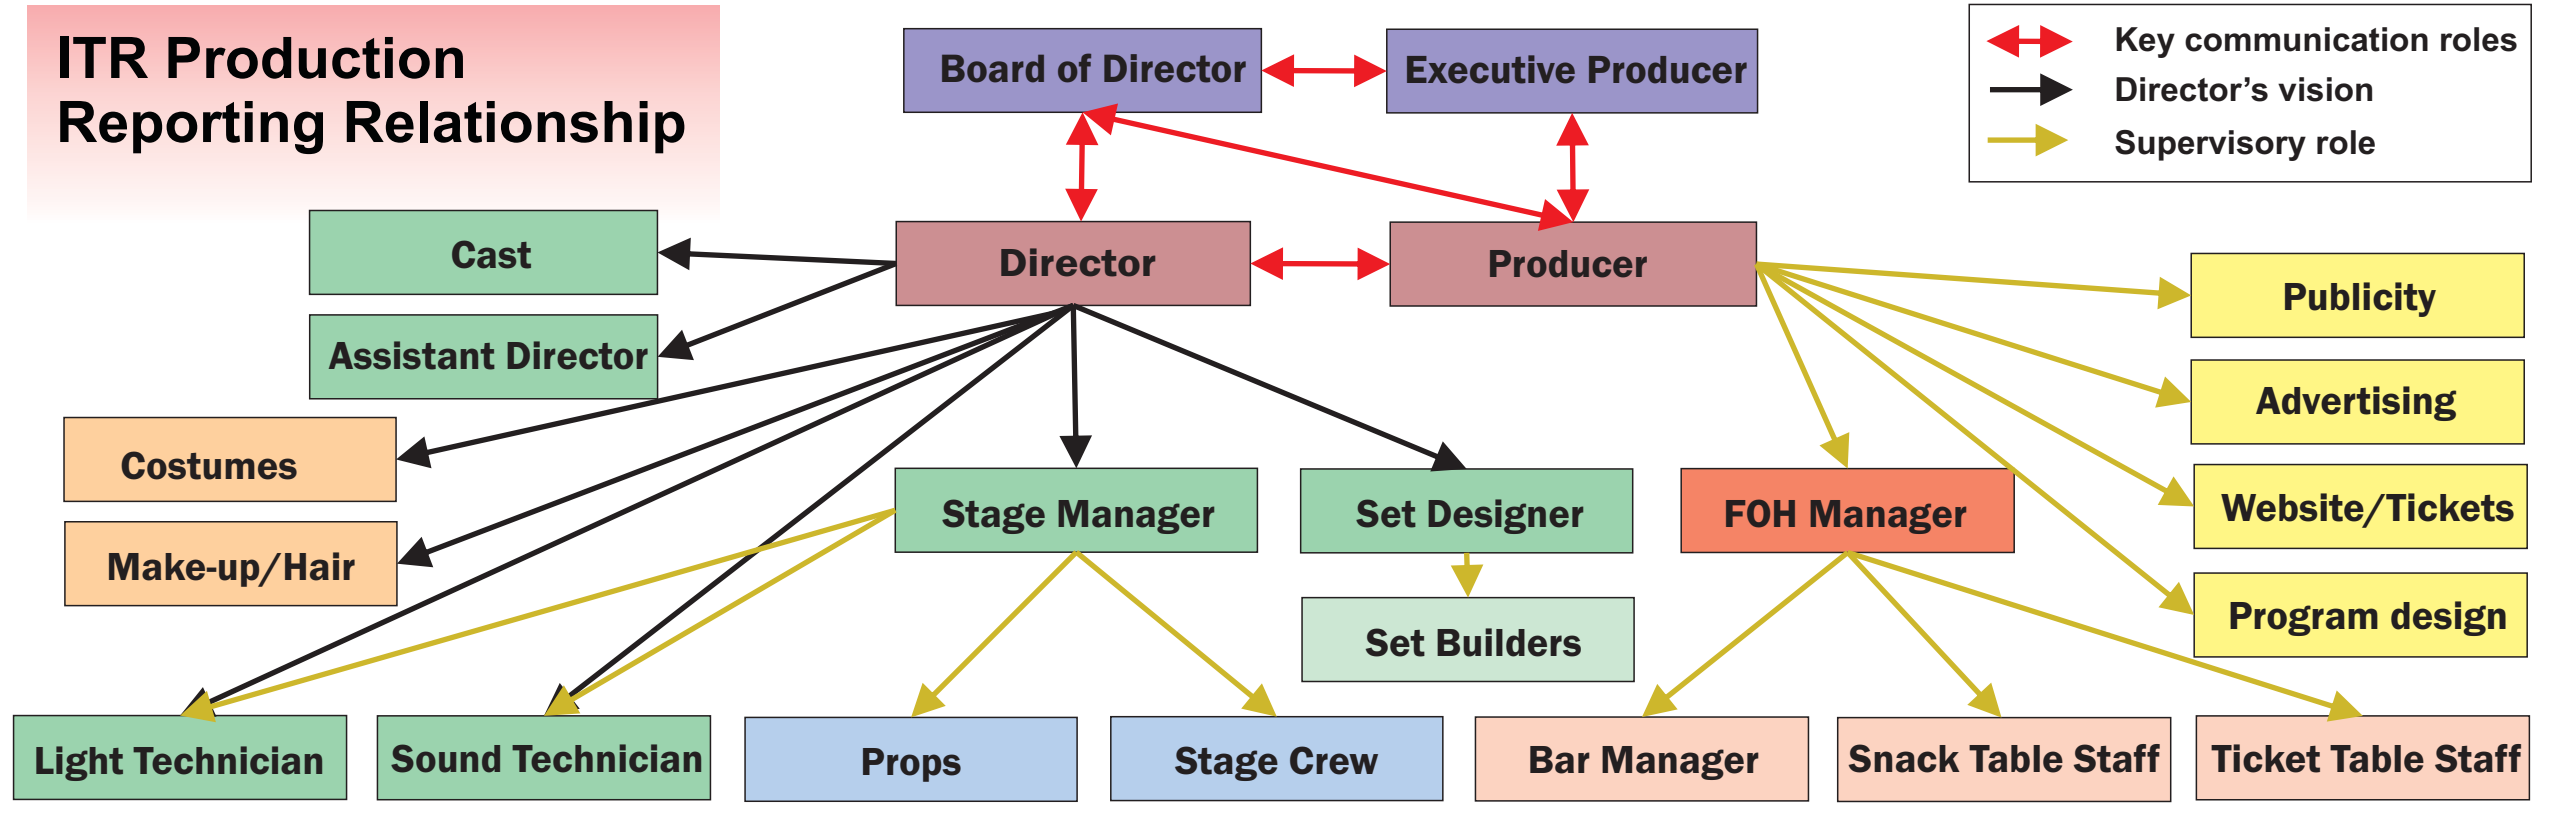 ITR Production
Reporting Relationship
Board of Director
Executive Producer
Key communication roles
Director's vision
Supervisory role
Cast
Director
Producer
Publicity
Assistant Director
Advertising
Costumes
Stage Manager
Set Designer
FOH Manager
Website/Tickets
Make-up/Hair
Set Builders
Program design
Light Technician
Sound Technician
Props
Stage Crew
Bar Manager
Snack Table Staff
Ticket Table Staff